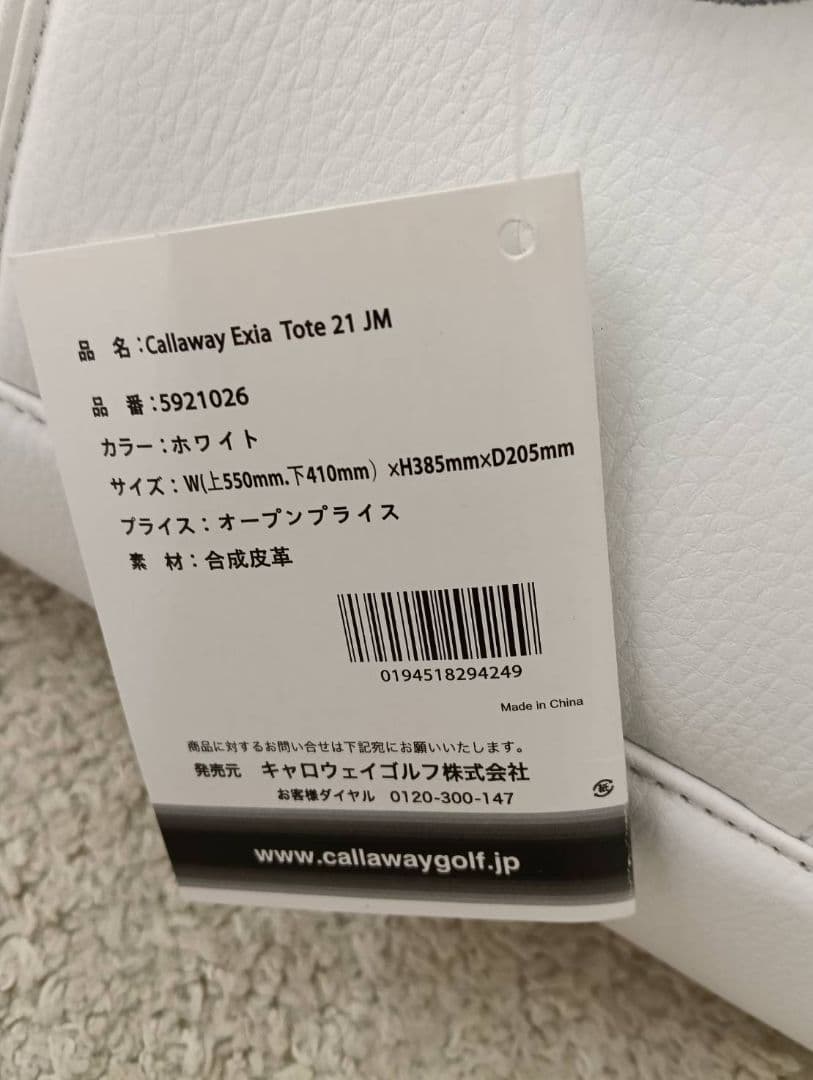 品　名：Callaway Exia Tote 21 JM
品　番：5921026
カラー：ホワイト
サイズ：W(上550mm.下410mm）×H385mm×D205mm
プライス：オープンプライス
素　材：合成皮革
0194518294249
Made in China
商品に対するお問い合せは下記宛にお願いいたします。
発売元　キャロウェイゴルフ株式会社
お客様ダイヤル　0120-300-147
紙
www.callawaygolf.jp